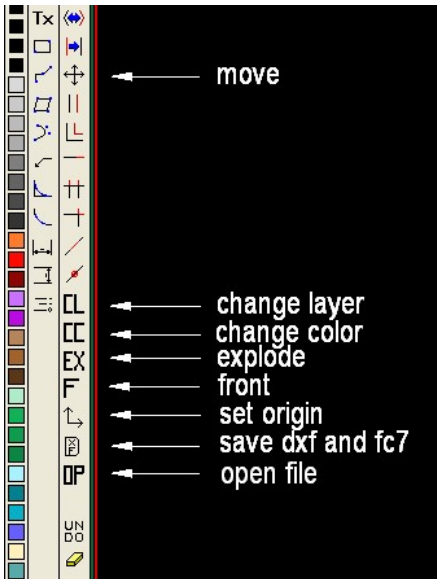 Tx
move
CL change layer
CC change color
EX explode
F front
set origin
XF save dxf and fc7
OP open file
UN
DO